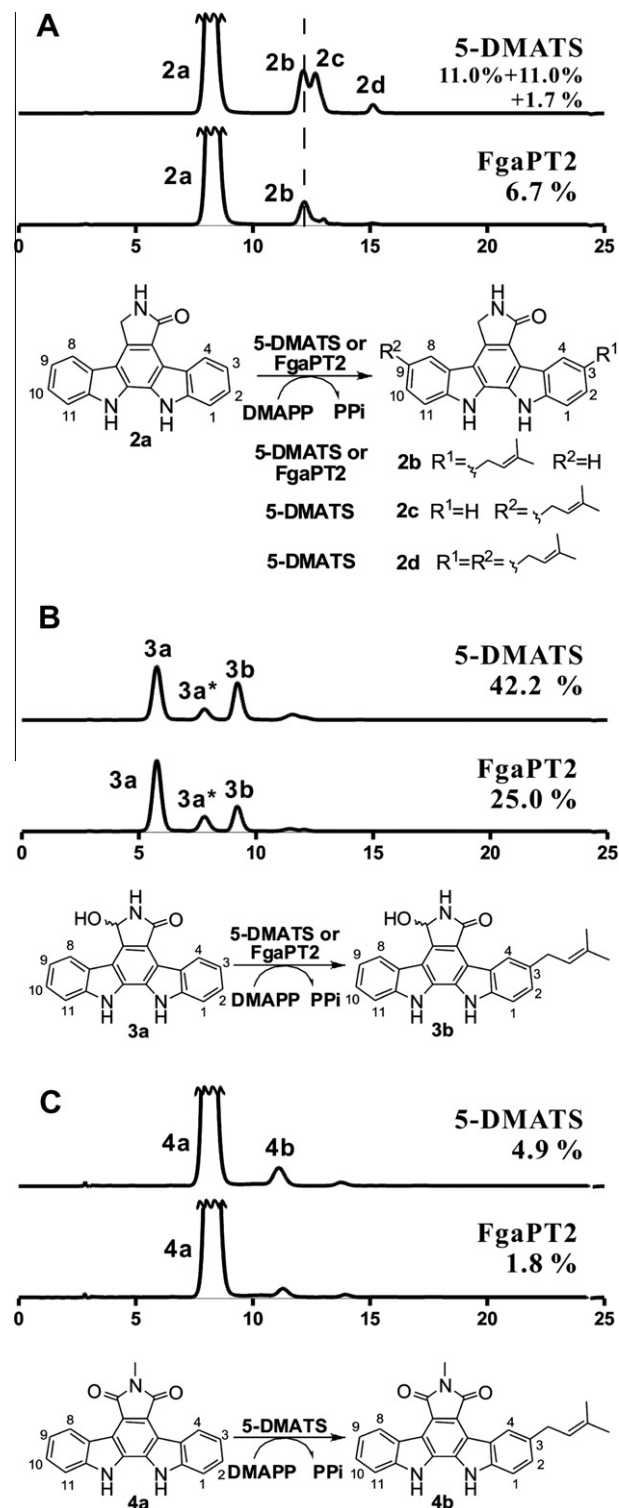 A
5-DMATS
11.0%+11.0%
+1.7 %
2a
2b
2c
2d
FgaPT2
6.7 %
2a
2b
0 5 10 15 20 25
H
N
O
8 4
9 3
10 2
11 1
N H
N H
2a
5-DMATS or
FgaPT2
DMAPP PPi
H
N
O
R² R¹
8 4
9 3
10 2
11 1
N H
N H
5-DMATS or
FgaPT2
2b R¹= R²=H
5-DMATS 2c R¹=H R²=
5-DMATS 2d R¹=R²=
B
3a
3a*
3b
5-DMATS
42.2 %
3a
3a*
3b
FgaPT2
25.0 %
0 5 10 15 20 25
H
HO N O
8 4
9 3
10 2
11 1
N H
N H
3a
5-DMATS or
FgaPT2
DMAPP PPi
H
HO N O
8 4
9 3
10 2
11 1
N H
N H
3b
C
4a
4b
5-DMATS
4.9 %
4a
FgaPT2
1.8 %
0 5 10 15 20 25
O N O
8 4
9 3
10 2
11 1
N H
N H
4a
5-DMATS
DMAPP PPi
O N O
8 4
9 3
10 2
11 1
N H
N H
4b